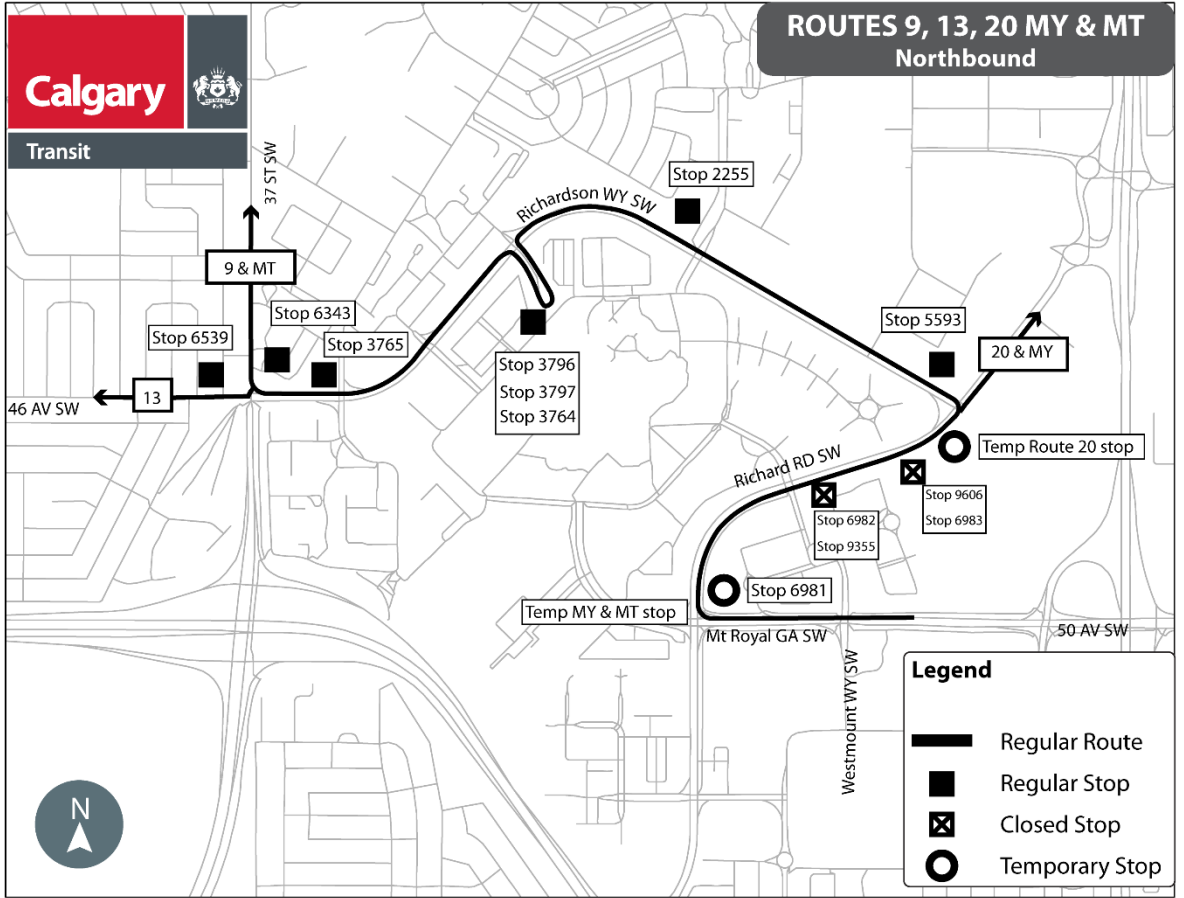 ROUTES 9, 13, 20 MY & MT
Northbound
Calgary
Transit
37 ST SW
Stop 2255
Richardson WY SW
9 & MT
Stop 6343
Stop 5593
Stop 6539
Stop 3765
20 & MY
Stop 3796
Stop 3797
Stop 3764
13
46 AV SW
Temp Route 20 stop
Richard RD SW
Stop 9606
Stop 6983
Stop 6982
Stop 9355
Stop 6981
Temp MY & MT stop
Mt Royal GA SW
50 AV SW
Westmount WY SW
Legend
Regular Route
Regular Stop
Closed Stop
Temporary Stop
N